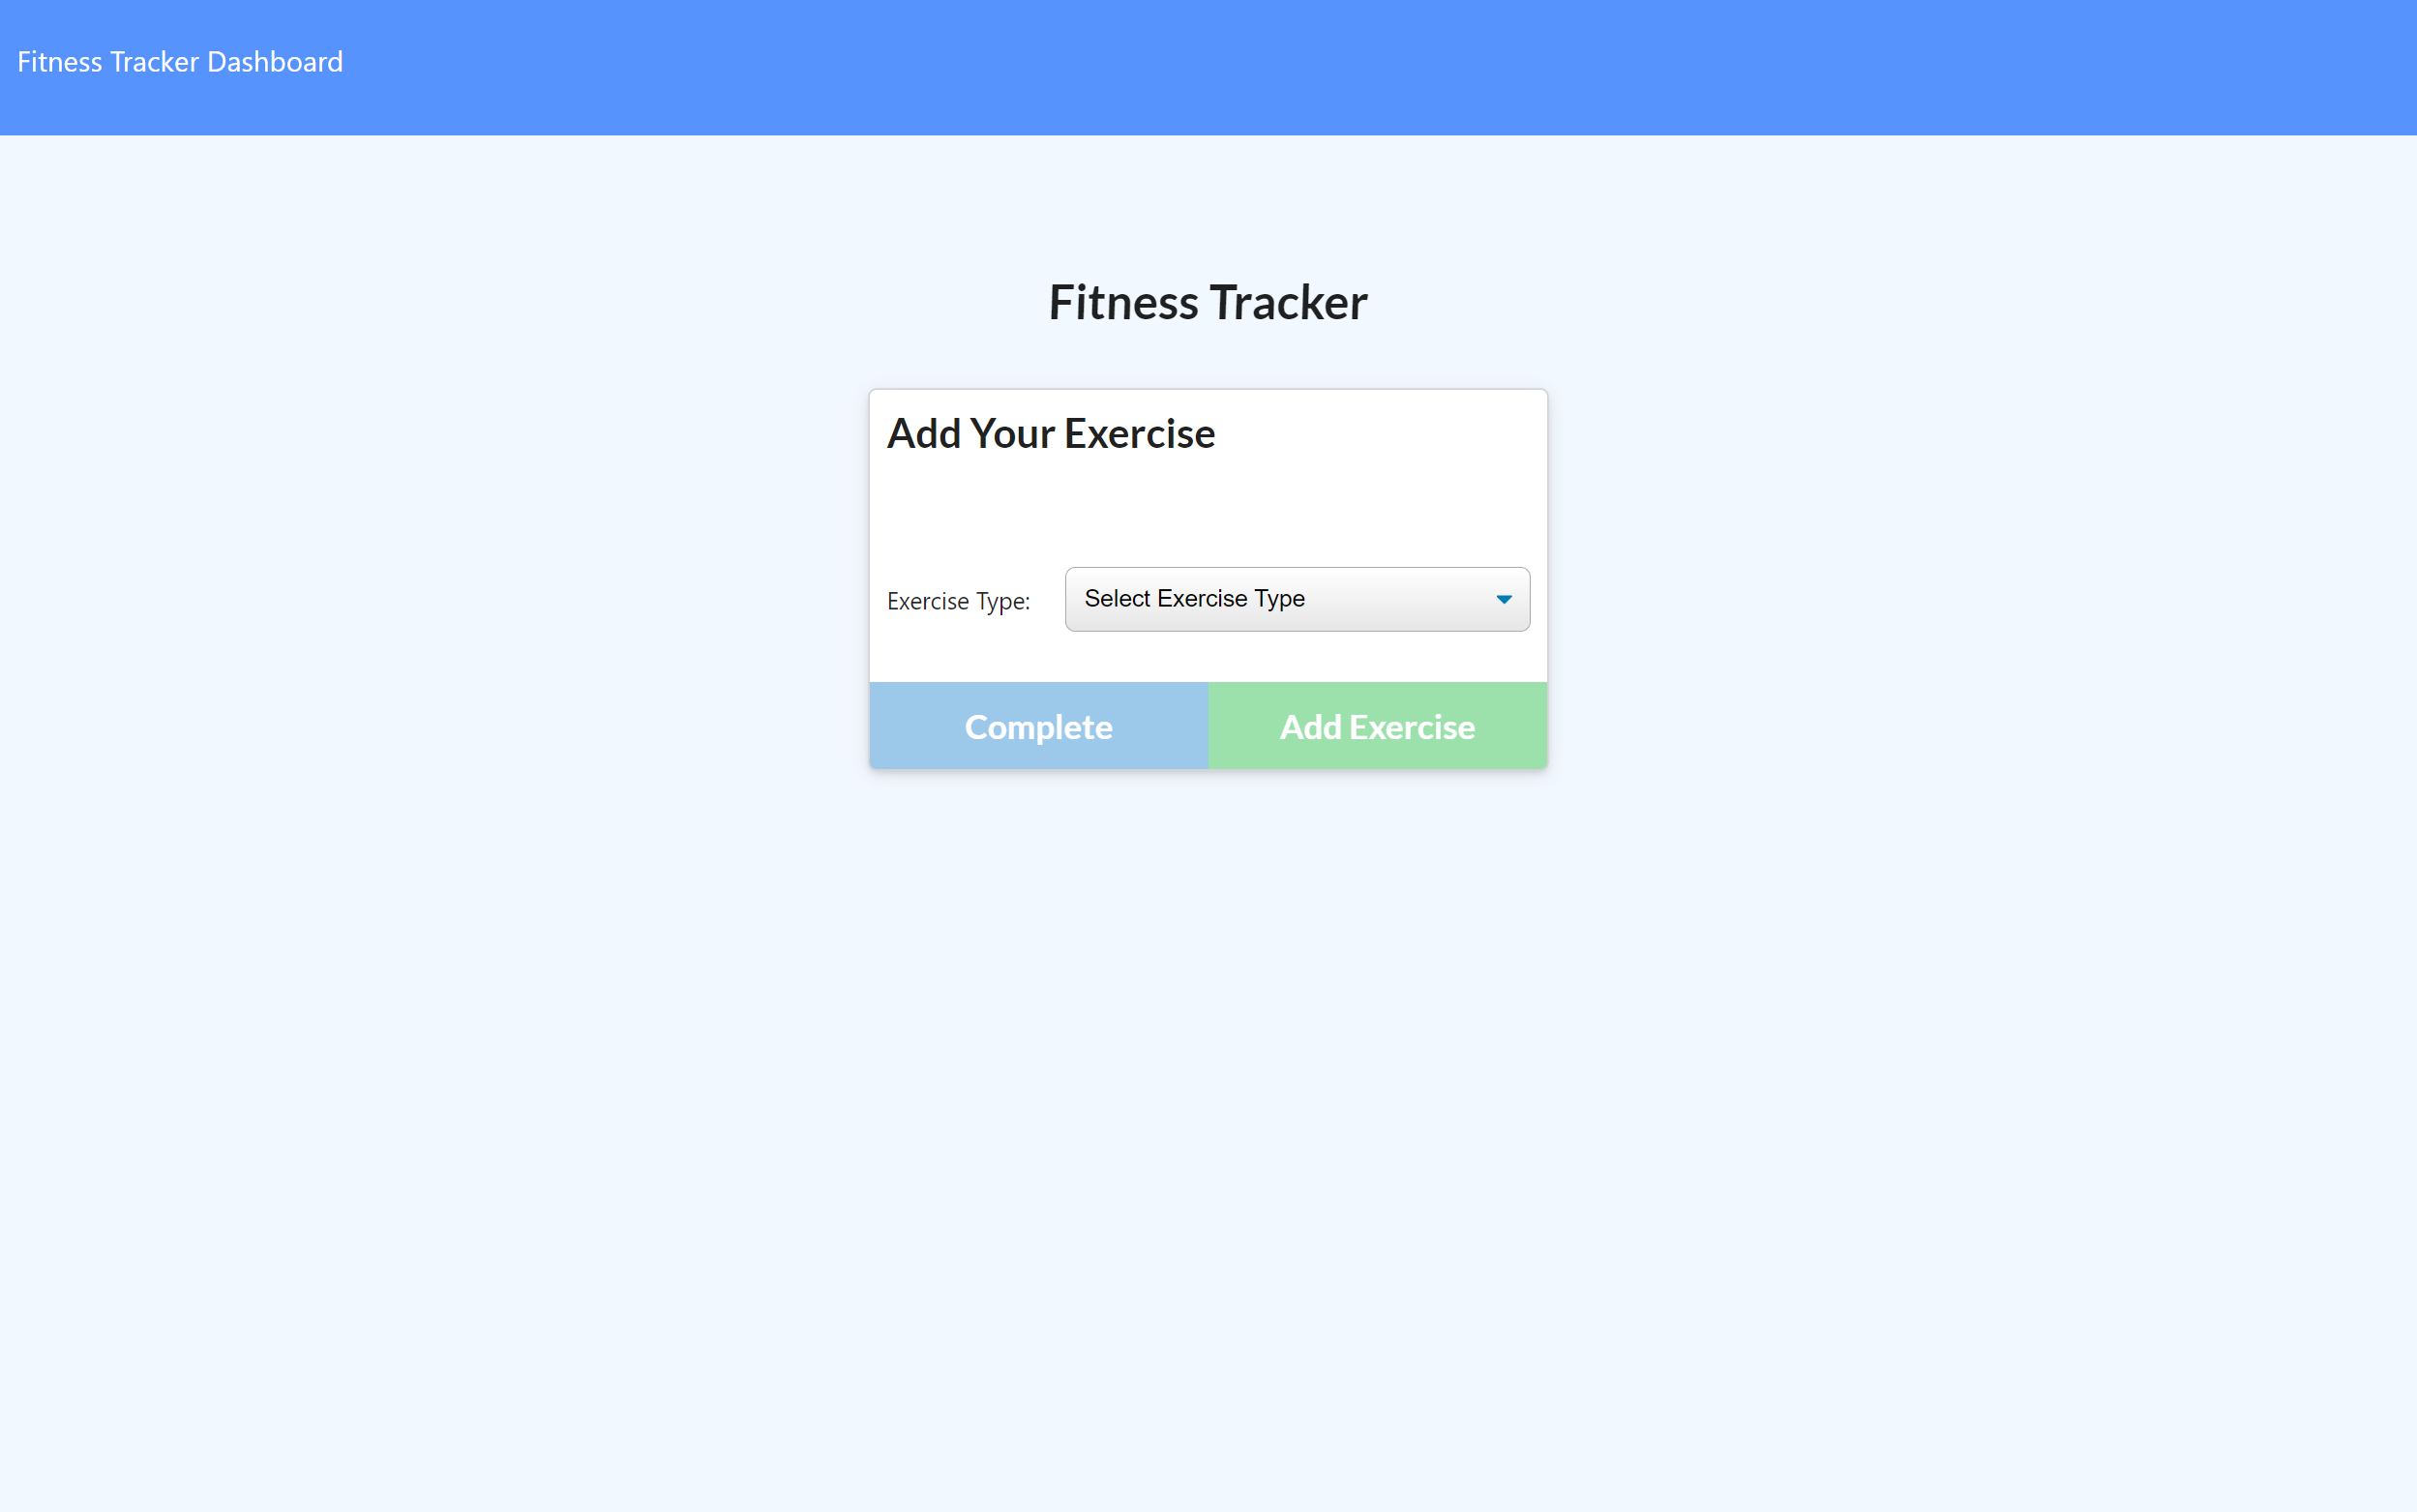 Fitness Tracker Dashboard
Fitness Tracker
Add Your Exercise
Exercise Type: Select Exercise Type
Complete Add Exercise